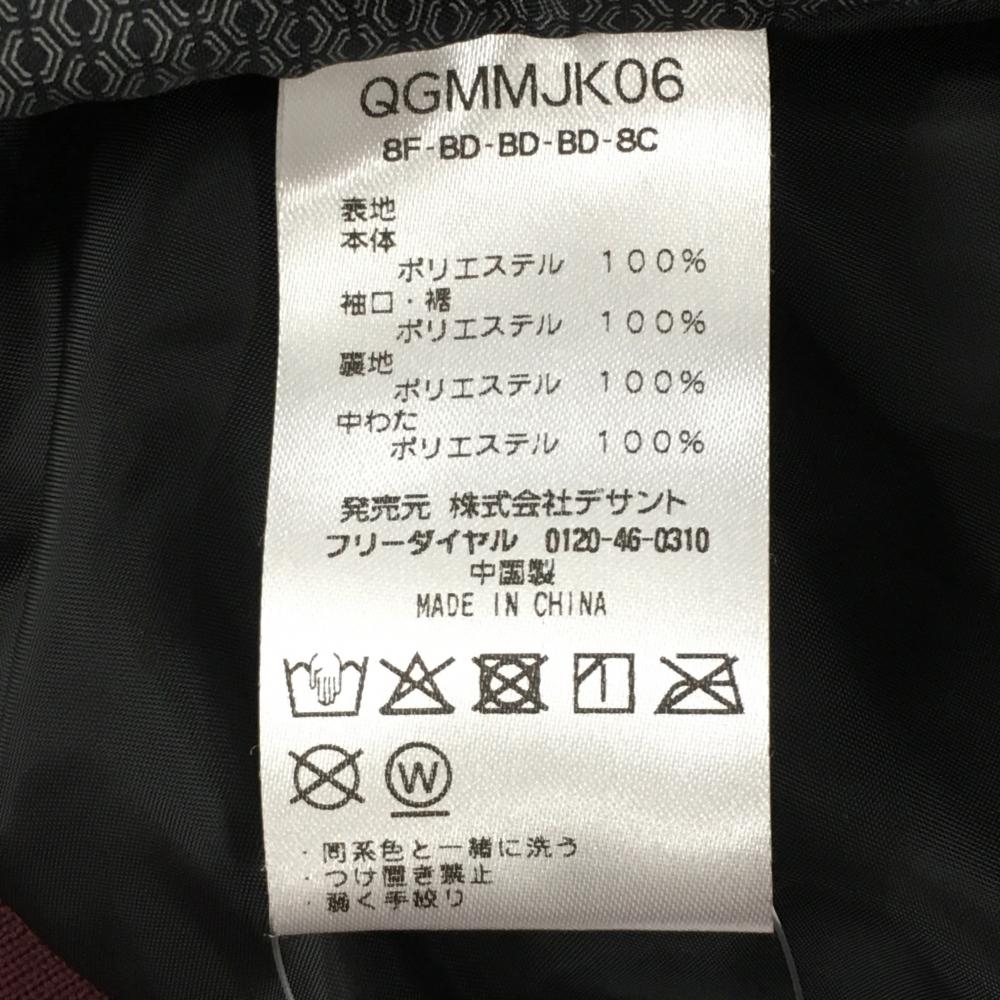 QGMMJK06
8F-BD-BD-BD-8C
表地
本体
ポリエステル 100%
袖口・裾
ポリエステル 100%
裏地
ポリエステル 100%
中わた
ポリエステル 100%
発売元 株式会社デサント
フリーダイヤル 0120-46-0310
中国製
MADE IN CHINA
W
・同系色と一緒に洗う
・つけ置き禁止
・弱く手絞り